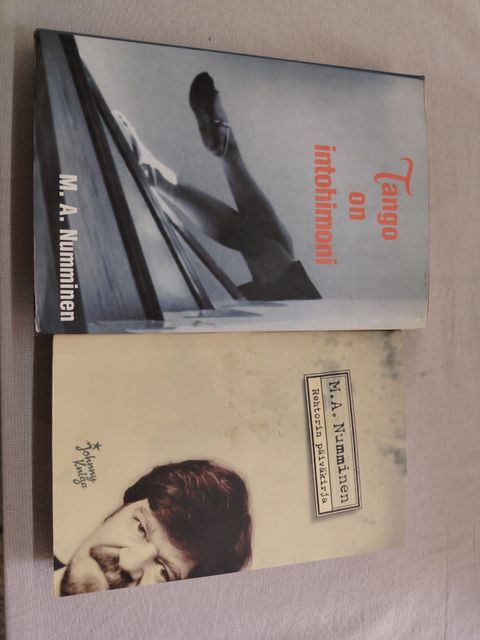 Tango
on
intohimoni
M. A. Numminen
M.A. Numminen
Rehtorin päiväkirja
Johnny
Kniga